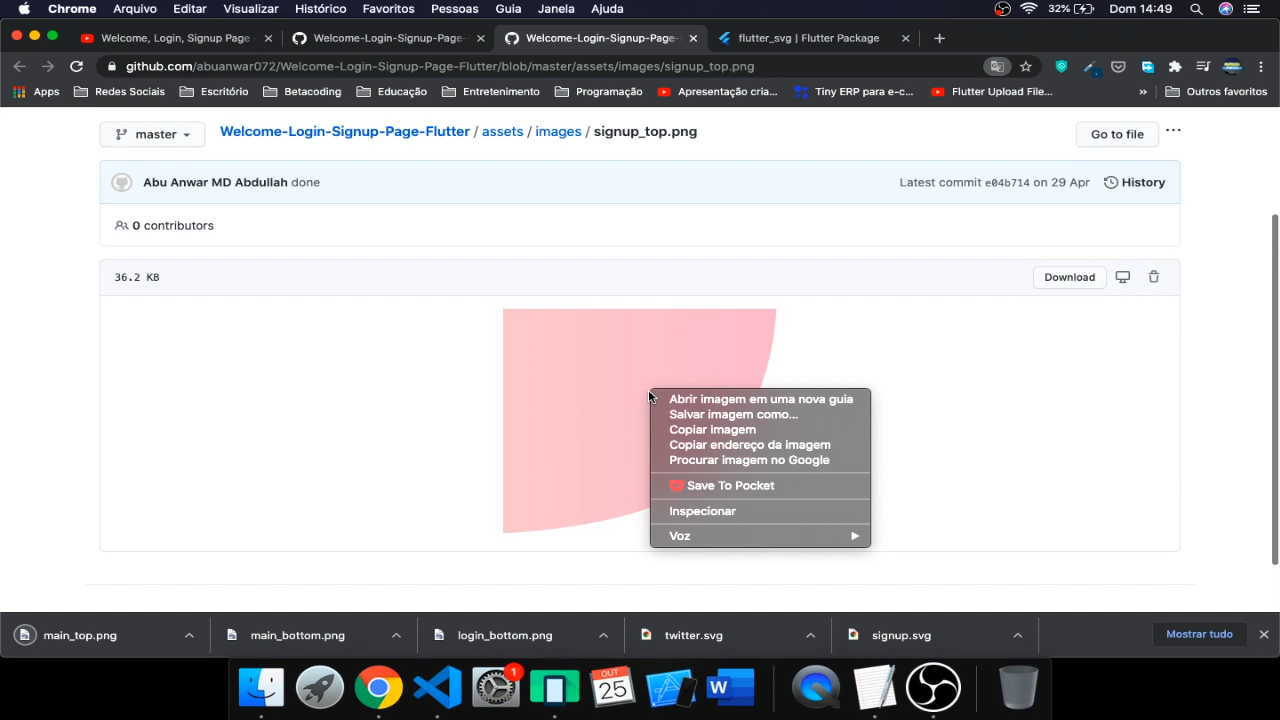 Chrome Arquivo Editar Visualizar Histórico Favoritos Pessoas Guia Janela Ajuda 32% Dom 14:49
Welcome, Login, Signup Page Welcome-Login-Signup-Page- Welcome-Login-Signup-Page- flutter_svg | Flutter Package
github.com/abuanwar072/Welcome-Login-Signup-Page-Flutter/blob/master/assets/images/signup_top.png
Apps Redes Sociais Escritório Betacoding Educação Entretenimento Programação Apresentação cria... Tiny ERP para e-c... Flutter Upload File... » Outros favoritos
master Welcome-Login-Signup-Page-Flutter / assets / images / signup_top.png Go to file ...
Abu Anwar MD Abdullah done Latest commit e04b714 on 29 Apr History
0 contributors
36.2 KB Download
Abrir imagem em uma nova guia
Salvar imagem como...
Copiar imagem
Copiar endereço da imagem
Procurar imagem no Google
Save To Pocket
Inspecionar
Voz
main_top.png main_bottom.png login_bottom.png twitter.svg signup.svg Mostrar tudo
1
OUT
25
W